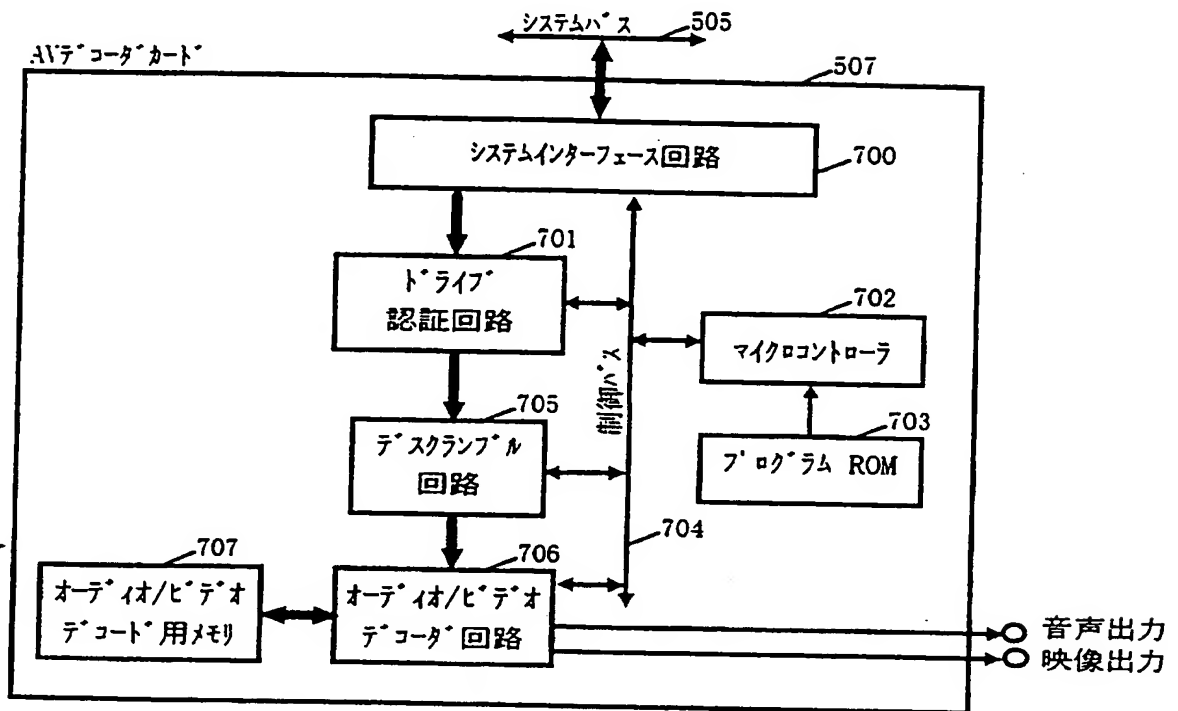 システムバス
505
AVデコーダカード
507
システムインターフェース回路
700
701
ドライブ
認証回路
702
マイクロコントローラ
制御バス
705
デスクランブル
回路
703
プログラム ROM
704
707
オーディオ/ビデオ
デコード用メモリ
706
オーディオ/ビデオ
デコーダ回路
音声出力
映像出力